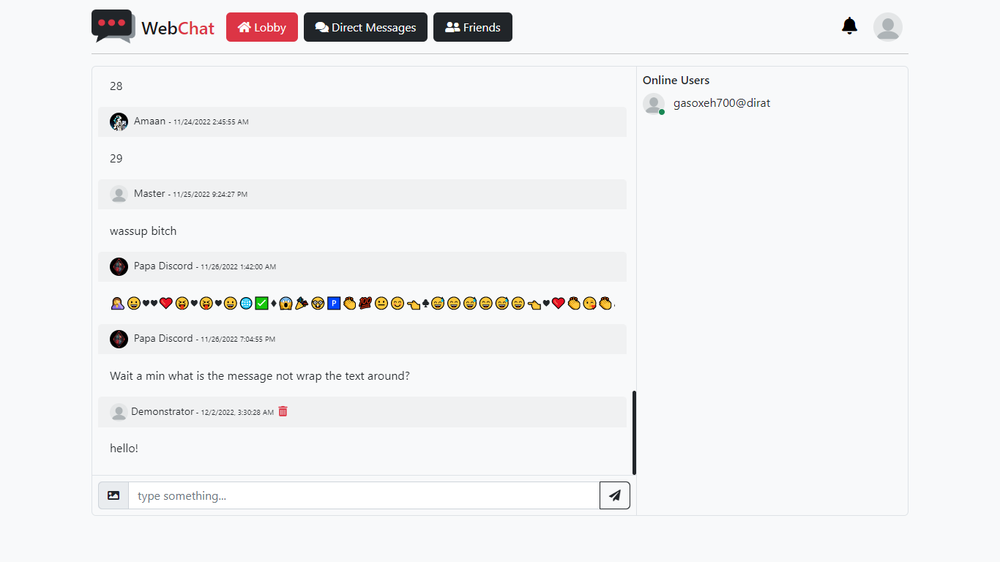 WebChat Lobby Direct Messages Friends
28
Amaan - 11/24/2022 2:45:55 AM
29
Master - 11/25/2022 9:24:27 PM
wassup bitch
Papa Discord - 11/26/2022 1:42:00 AM
🤦‍♀️😀♥♥❤️😝♥😝♥😀🌐✅♦😱🎉🤓🅿👏💯😐😊👈♣😅😄😅😄😅😄👈♥❤️👏😘👏
Papa Discord - 11/26/2022 7:04:55 PM
Wait a min what is the message not wrap the text around?
Demonstrator - 12/2/2022, 3:30:28 AM
hello!
type something...
Online Users
gasoxeh700@dirat